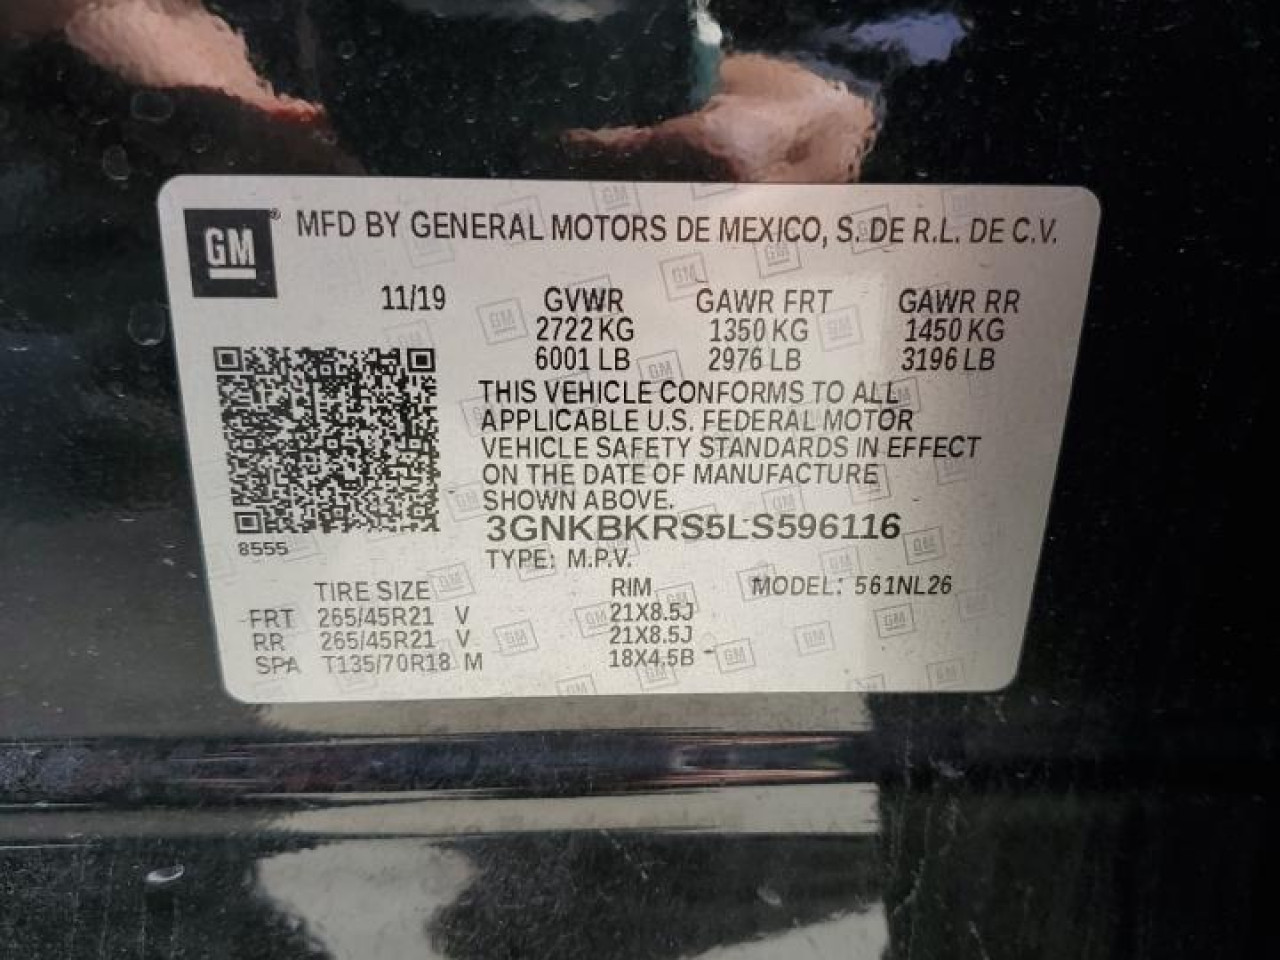 GM® MFD BY GENERAL MOTORS DE MEXICO, S. DE R.L. DE C.V.
11/19 GVWR GAWR FRT GAWR RR
2722 KG 1350 KG 1450 KG
6001 LB 2976 LB 3196 LB
THIS VEHICLE CONFORMS TO ALL
APPLICABLE U.S. FEDERAL MOTOR
VEHICLE SAFETY STANDARDS IN EFFECT
ON THE DATE OF MANUFACTURE
SHOWN ABOVE.
3GNKBKRS5LS596116
8555
TYPE: M.P.V.
TIRE SIZE RIM MODEL: 561NL26
FRT 265/45R21 V 21X8.5J
RR 265/45R21 V 21X8.5J
SPA T135/70R18 M 18X4.5B